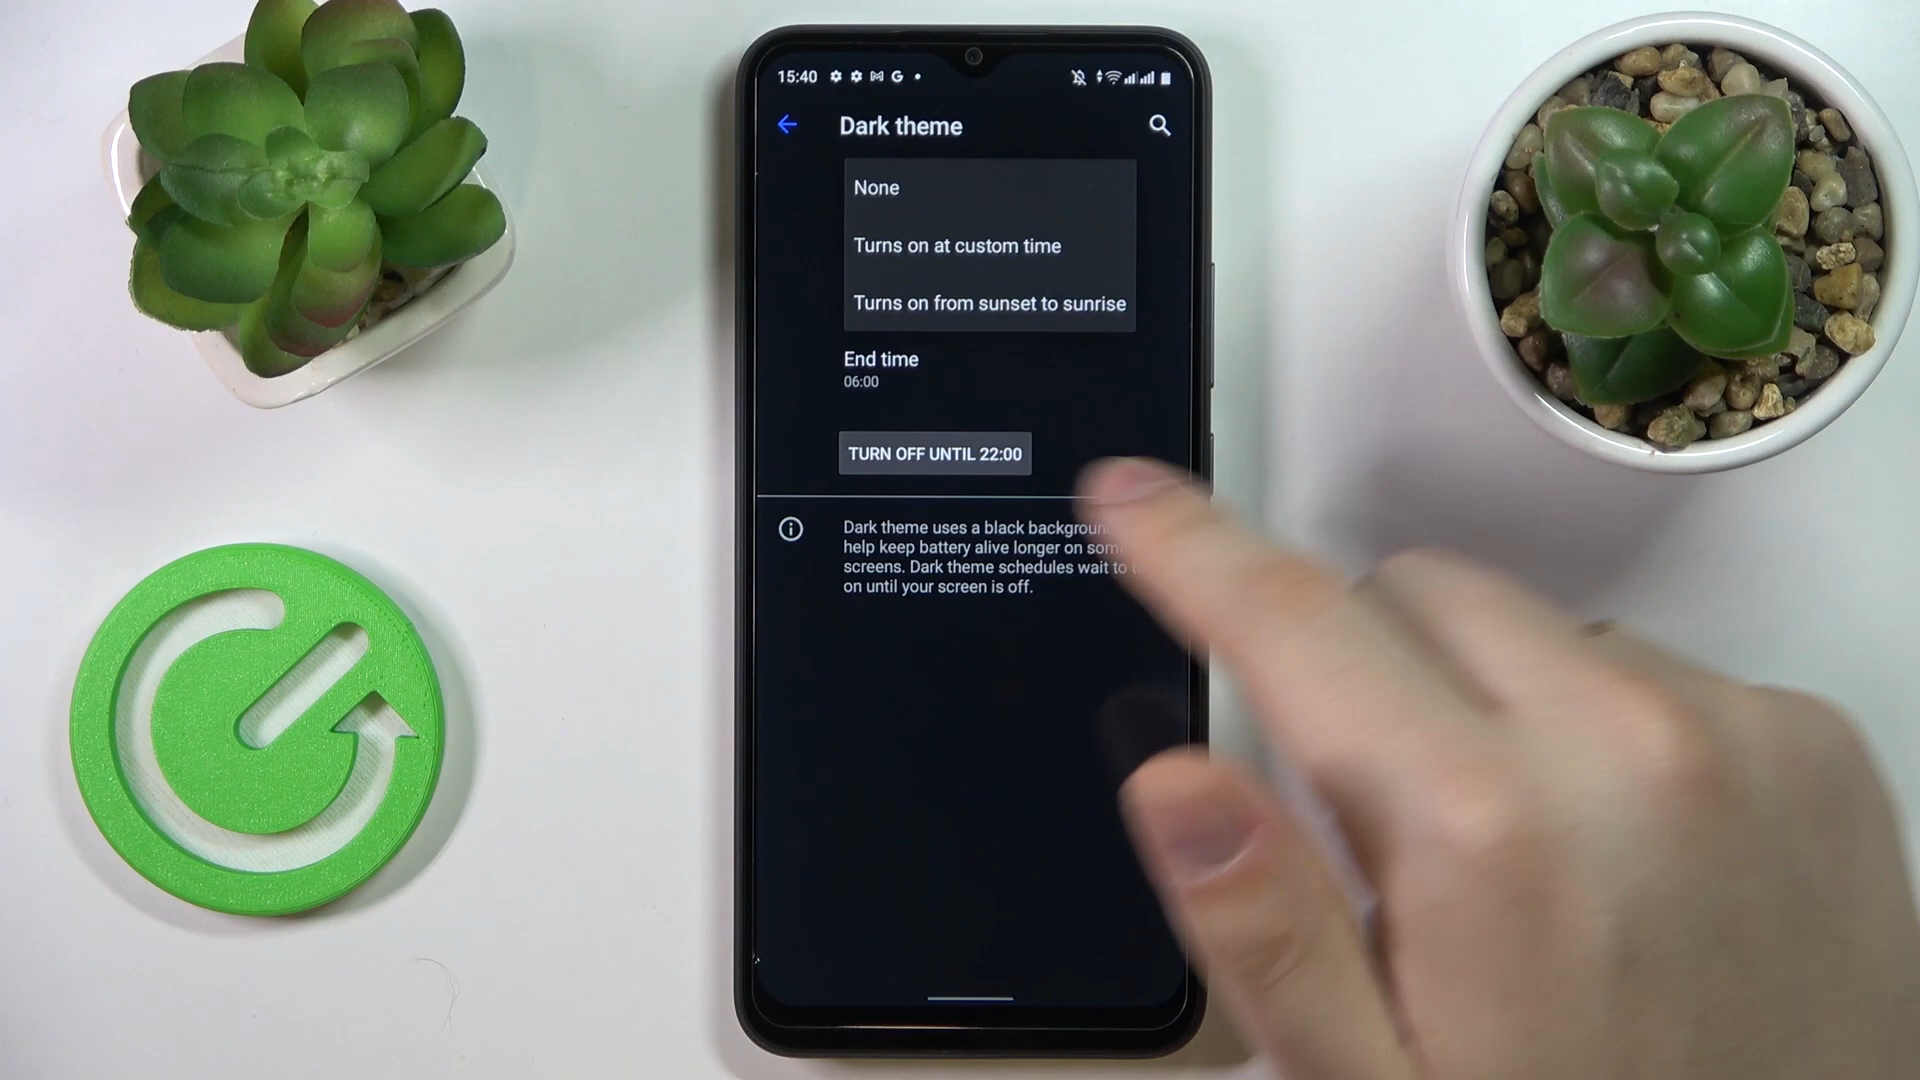 15:40
Dark theme
None
Turns on at custom time
Turns on from sunset to sunrise
End time
06:00
TURN OFF UNTIL 22:00
Dark theme uses a black background
help keep battery alive longer on some
screens. Dark theme schedules wait to
on until your screen is off.